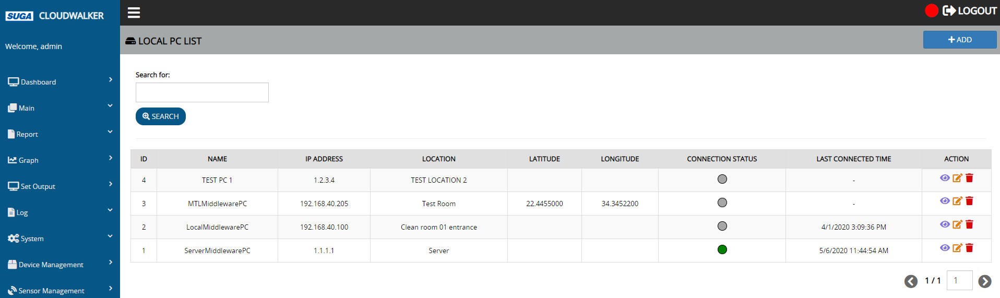 SUGA CLOUDWALKER
LOGOUT
Welcome, admin
LOCAL PC LIST
ADD
Dashboard
Main
Report
Graph
Set Output
Log
System
Device Management
Sensor Management
Search for:
SEARCH
ID NAME IP ADDRESS LOCATION LATITUDE LONGITUDE CONNECTION STATUS LAST CONNECTED TIME ACTION
4 TEST PC 1 1.2.3.4 TEST LOCATION 2 -
3 MTLMiddlewarePC 192.168.40.205 Test Room 22.4455000 34.3452200 -
2 LocalMiddlewarePC 192.168.40.100 Clean room 01 entrance 4/1/2020 3:09:36 PM
1 ServerMiddlewarePC 1.1.1.1 Server 5/6/2020 11:44:54 AM
1 / 1 1